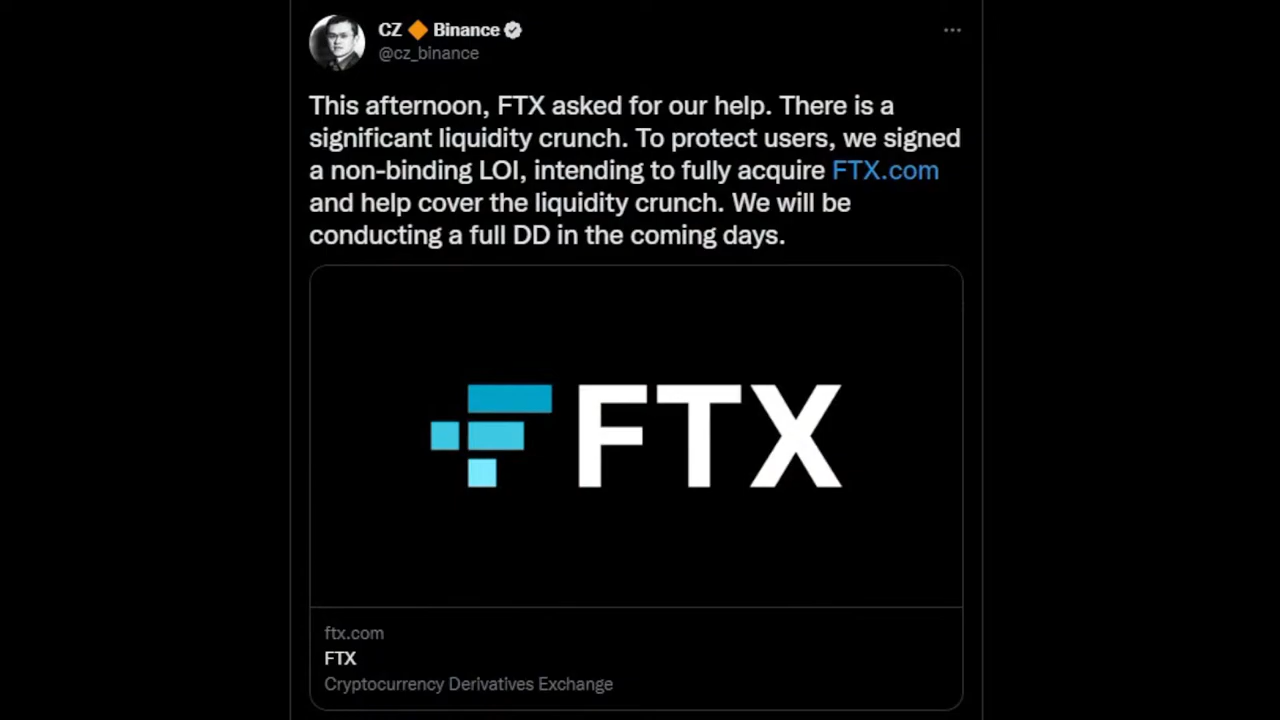 CZ 🔶 Binance
@cz_binance
This afternoon, FTX asked for our help. There is a
significant liquidity crunch. To protect users, we signed
a non-binding LOI, intending to fully acquire FTX.com
and help cover the liquidity crunch. We will be
conducting a full DD in the coming days.
FTX
ftx.com
FTX
Cryptocurrency Derivatives Exchange